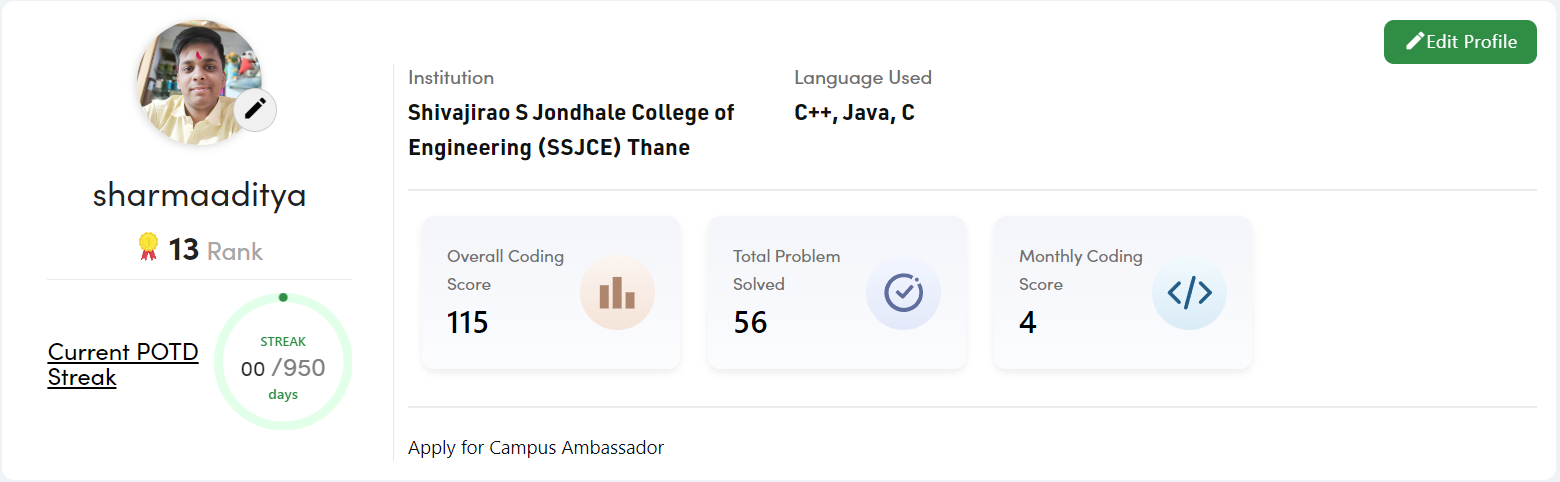 Edit Profile
sharmaaditya
13 Rank
Current POTD
Streak
STREAK
00 /950
days
Institution
Shivajirao S Jondhale College of
Engineering (SSJCE) Thane
Language Used
C++, Java, C
Overall Coding
Score
115
Total Problem
Solved
56
Monthly Coding
Score
4
Apply for Campus Ambassador